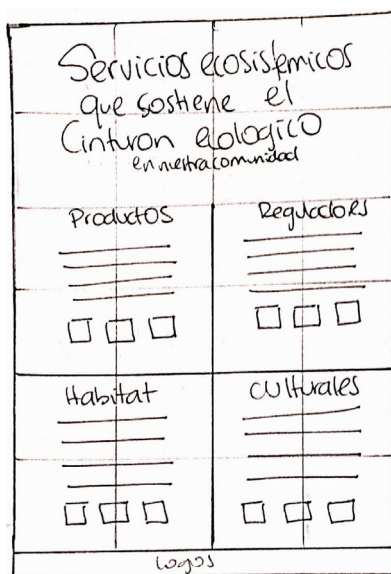 Servicios ecosistemicos
que sostiene el
Cinturon ecologico
en nuestra comunidad
Productos
Reguladores
Habitat
Culturales
Logos